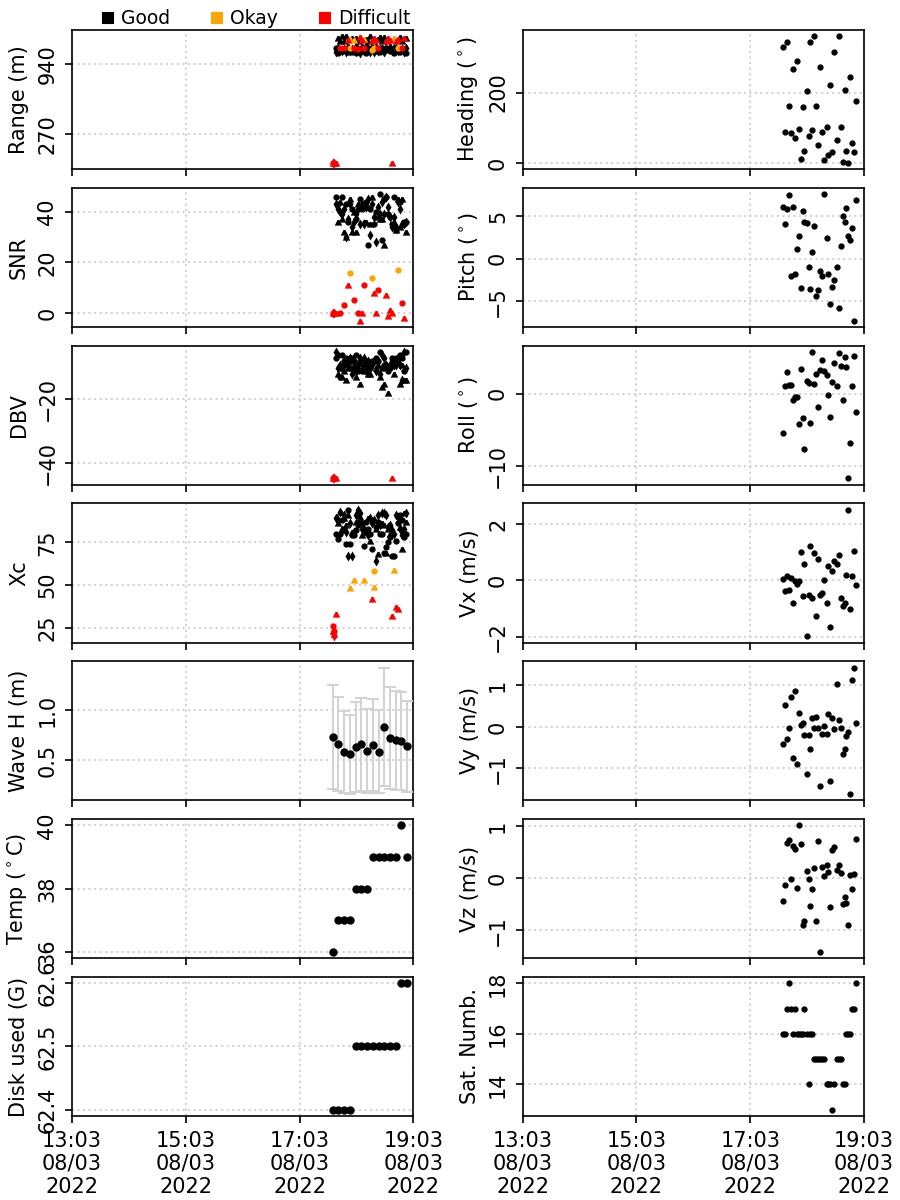 Good Okay Difficult
Range (m)
940
270
Heading (°)
200
0
SNR
40
20
0
Pitch (°)
5
0
−5
DBV
−20
−40
Roll (°)
0
−10
Xc
75
50
25
Vx (m/s)
2
0
−2
Wave H (m)
1.0
0.5
Vy (m/s)
1
0
−1
Temp (°C)
40
38
36
Vz (m/s)
1
0
−1
Disk used (G)
62.6
62.5
62.4
Sat. Numb.
18
16
14
13:03 15:03 17:03 19:03
08/03 08/03 08/03 08/03
2022 2022 2022 2022
13:03 15:03 17:03 19:03
08/03 08/03 08/03 08/03
2022 2022 2022 2022